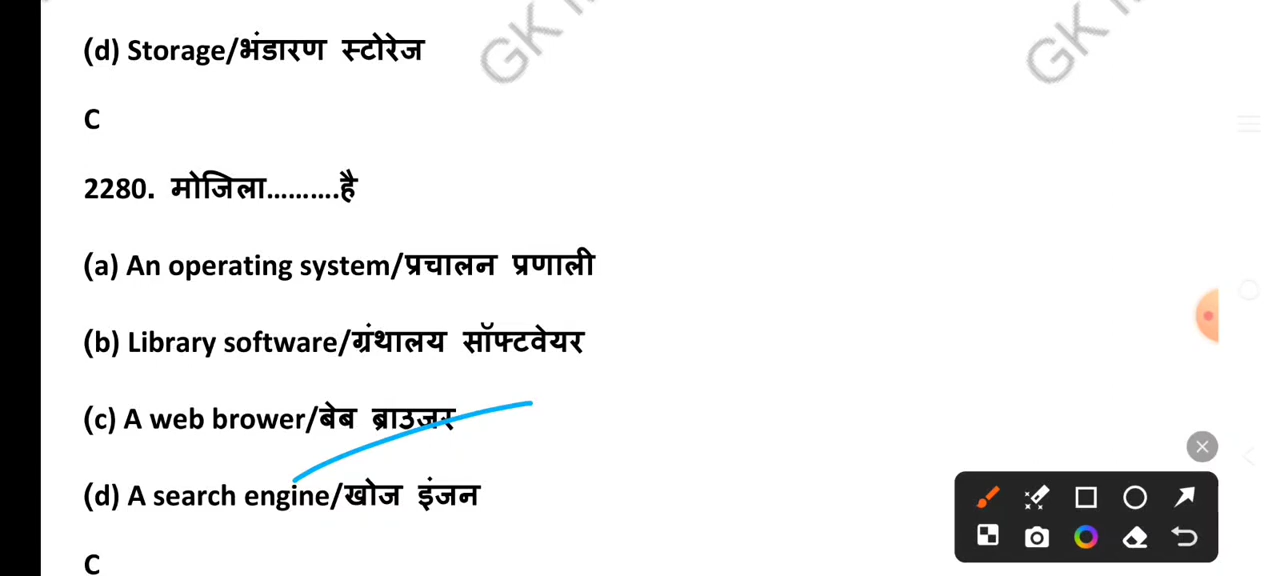 (d) Storage/भंडारण स्टोरेज
C
2280. मोजिला..........है
(a) An operating system/प्रचालन प्रणाली
(b) Library software/ग्रंथालय सॉफ्टवेयर
(c) A web brower/बेब ब्राउजर
(d) A search engine/खोज इंजन
C